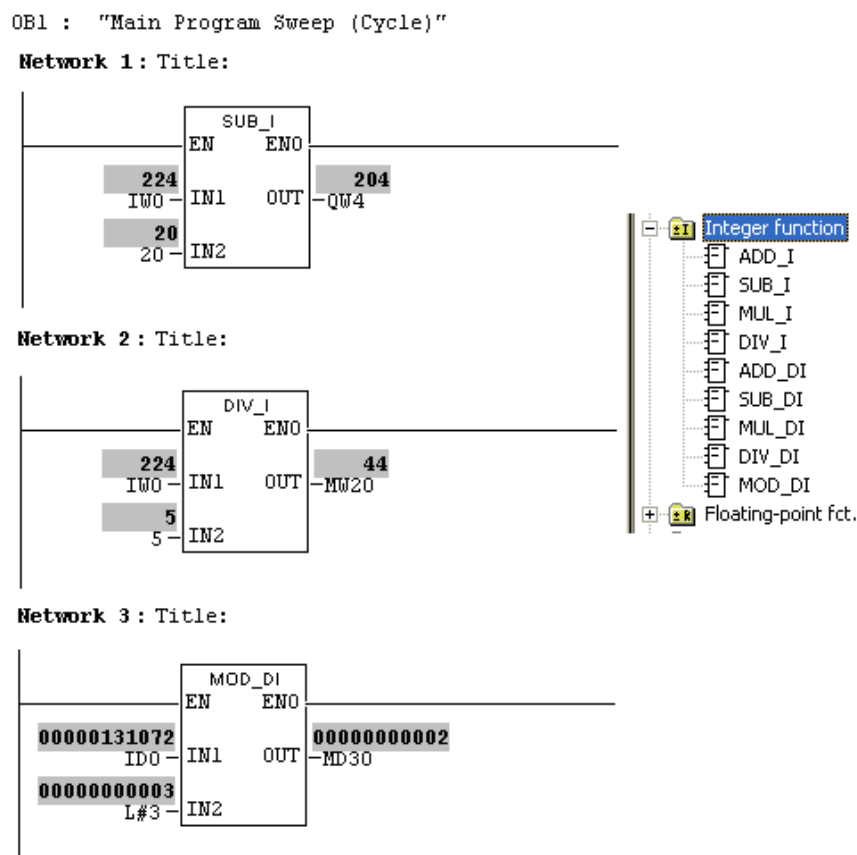 OB1 : "Main Program Sweep (Cycle)"
Network 1 : Title:
SUB_I
EN ENO
224 204
IW0 IN1 OUT QW4
20
20 IN2
Network 2 : Title:
DIV_I
EN ENO
224 44
IW0 IN1 OUT MW20
5
5 IN2
Network 3 : Title:
MOD_DI
EN ENO
00000131072 00000000002
ID0 IN1 OUT MD30
00000000003
L#3 IN2
±I Integer function
ADD_I
SUB_I
MUL_I
DIV_I
ADD_DI
SUB_DI
MUL_DI
DIV_DI
MOD_DI
±R Floating-point fct.